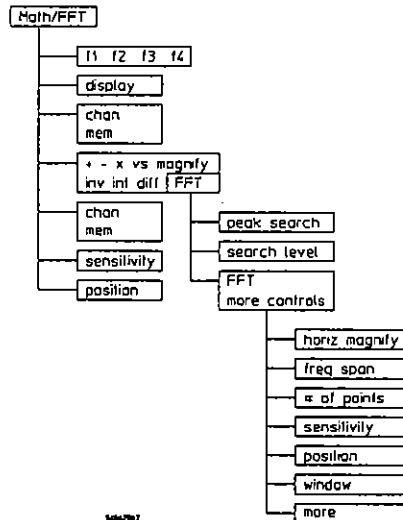 Math/FFT
f1 f2 f3 f4
display
chan
mem
+ - x vs magnify
inv int diff FFT
chan
mem
sensitivity
position
peak search
search level
FFT
more controls
horiz magnify
freq span
# of points
sensitivity
position
window
more